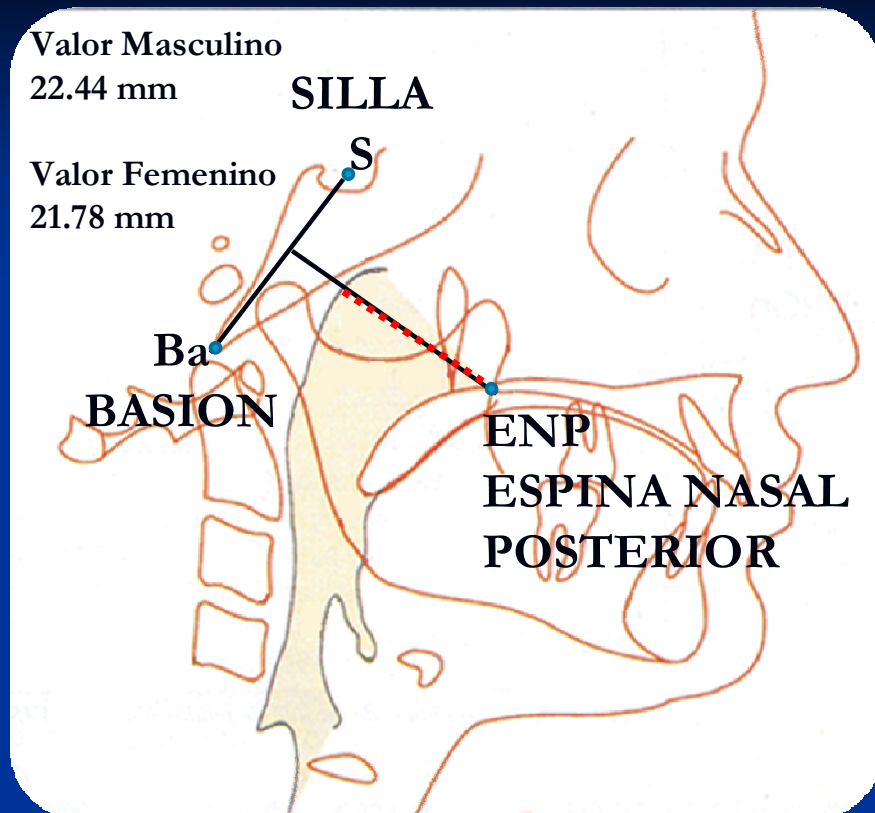 Valor Masculino
22.44 mm
SILLA
S
Valor Femenino
21.78 mm
Ba
BASION
ENP
ESPINA NASAL
POSTERIOR